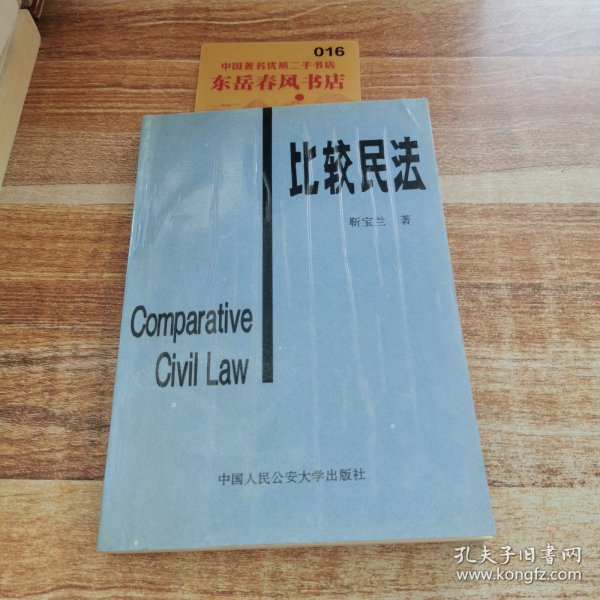 016
中国著名优质二手书店
东岳春风书店
比较民法
靳宝兰 著
Comparative
Civil Law
中国人民公安大学出版社
孔夫子旧书网
www.kongfz.com